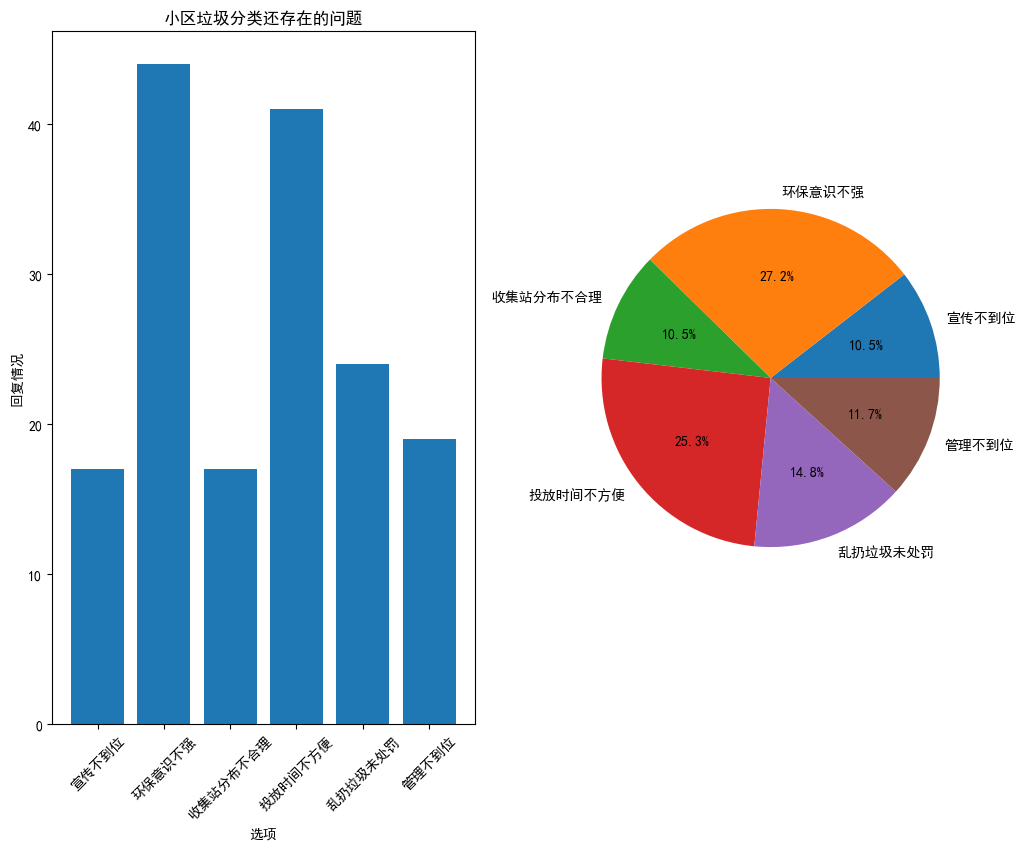 小区垃圾分类还存在的问题
回复情况
40
30
20
10
0
宣传不到位
环保意识不强
收集站分布不合理
投放时间不方便
乱扔垃圾未处罚
管理不到位
选项
环保意识不强
27.2%
收集站分布不合理
10.5%
宣传不到位
10.5%
25.3%
投放时间不方便
14.8%
乱扔垃圾未处罚
11.7%
管理不到位